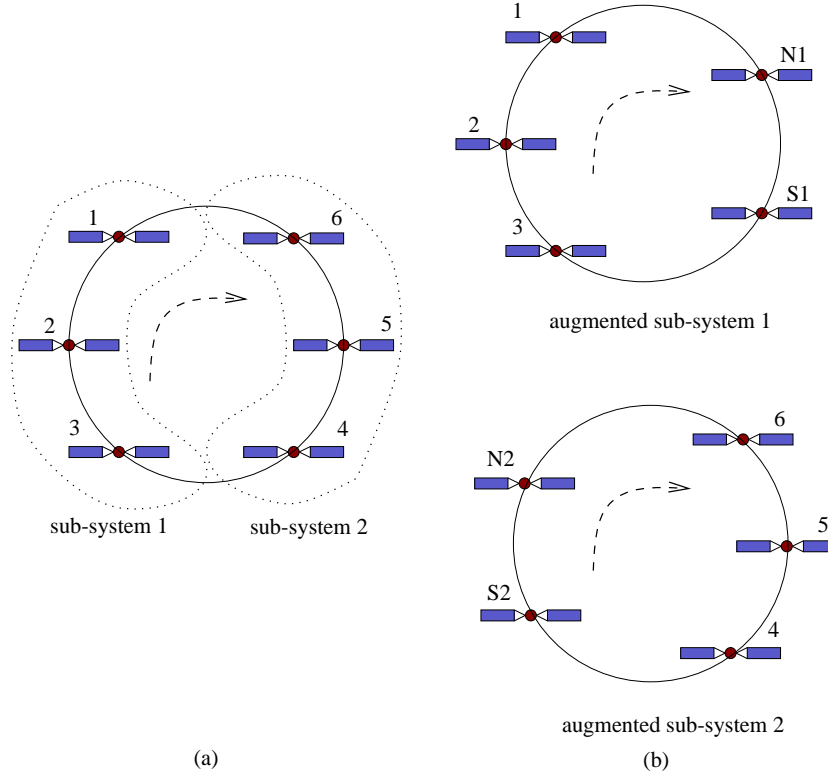 1
6
2
5
3
4
sub-system 1
sub-system 2
(a)
1
N1
2
S1
3
augmented sub-system 1
6
N2
5
S2
4
augmented sub-system 2
(b)